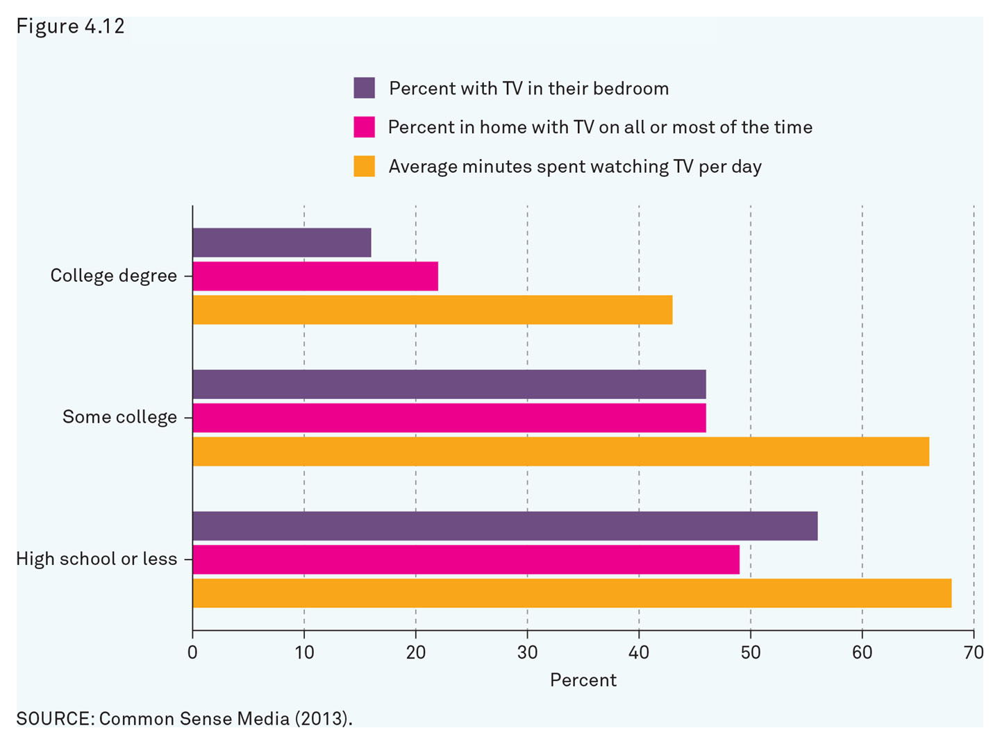 Figure 4.12
Percent with TV in their bedroom
Percent in home with TV on all or most of the time
Average minutes spent watching TV per day
College degree
Some college
High school or less
0 10 20 30 40 50 60 70
Percent
SOURCE: Common Sense Media (2013).